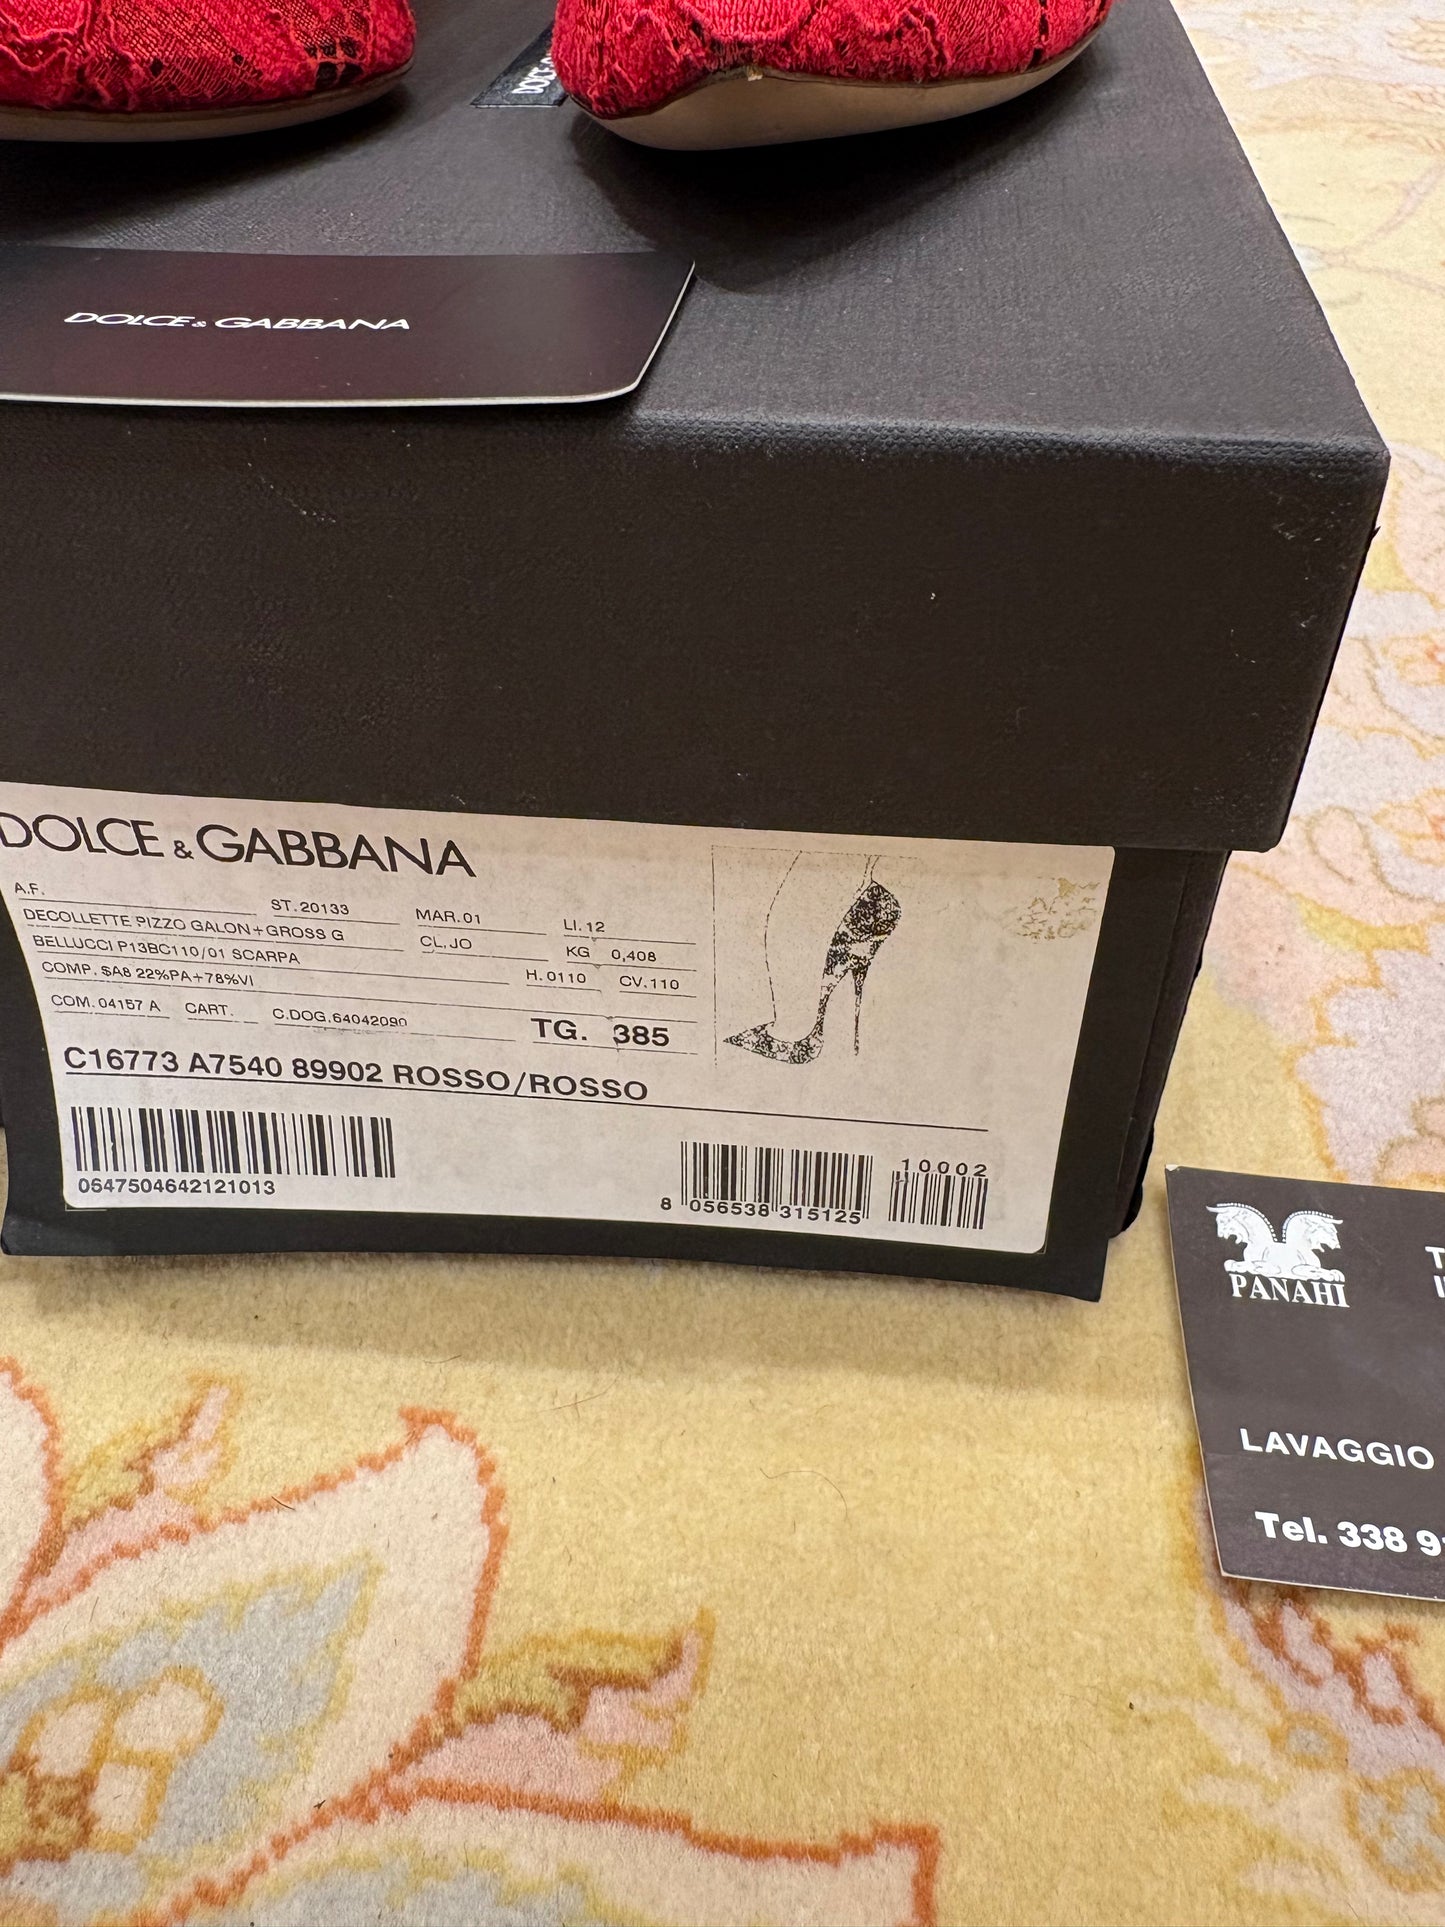 DOLCE
DOLCE & GABBANA
DOLCE & GABBANA
A.F. ST.20133 MAR.01 LI.12
DECOLLETTE PIZZO GALON+GROSS G CL.JO KG 0,408
BELLUCCI P13BC110/01 SCARPA H.0110 CV.110
COMP. $A8 22%PA+78%VI
COM.04157 A CART. C.DOG.64042090 TG. 385
C16773 A7540 89902 ROSSO/ROSSO
0647504642121013
8 056538 315125
10002
PANAHI
LAVAGGIO
Tel. 338